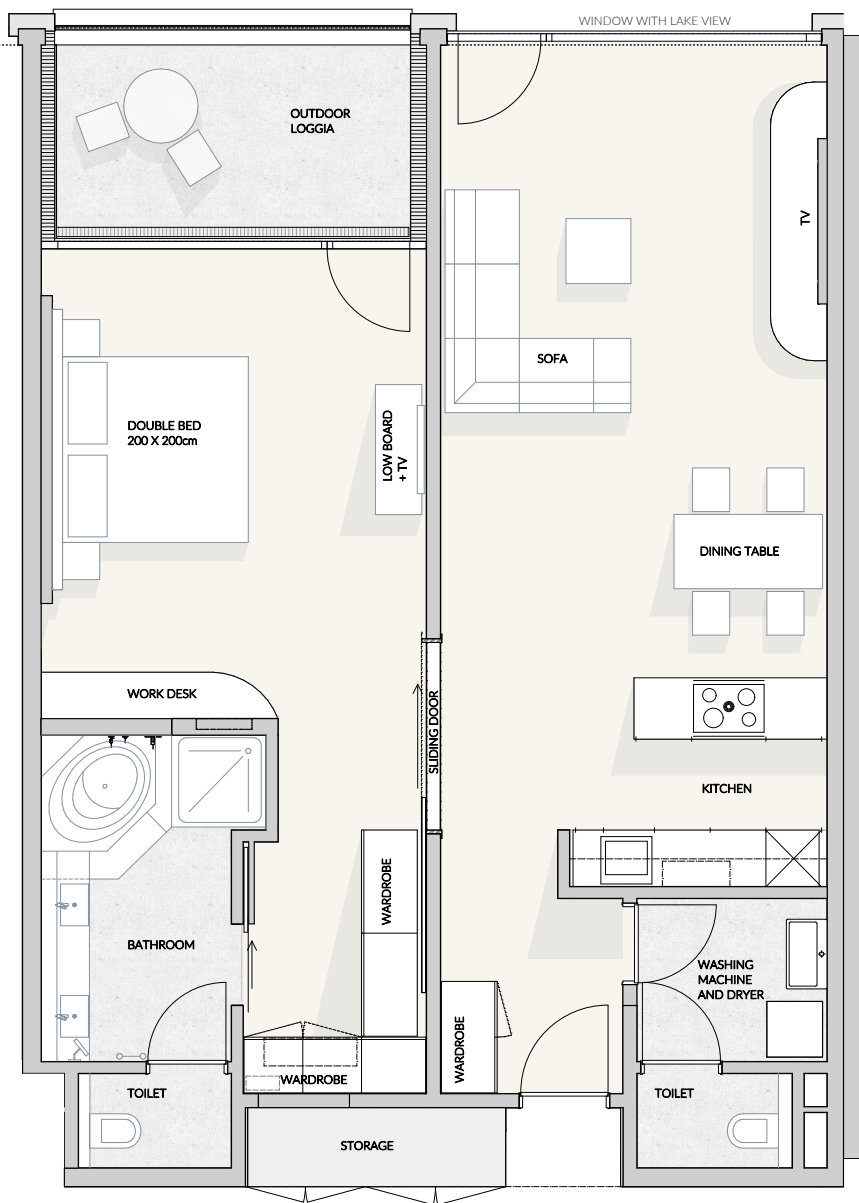 WINDOW WITH LAKE VIEW
OUTDOOR
LOGGIA
TV
SOFA
DOUBLE BED
200 X 200cm
LOW BOARD
+ TV
DINING TABLE
WORK DESK
SLIDING DOOR
KITCHEN
WARDROBE
BATHROOM
WASHING
MACHINE
AND DRYER
WARDROBE
WARDROBE
TOILET
TOILET
STORAGE